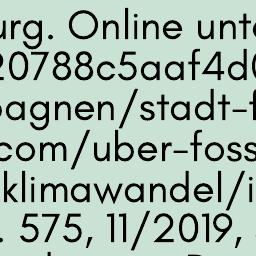 urg. Online unte
20788c5aaf4d0
pagnen/stadt-f
com/uber-foss
klimawandel/i
. 575, 11/2019,